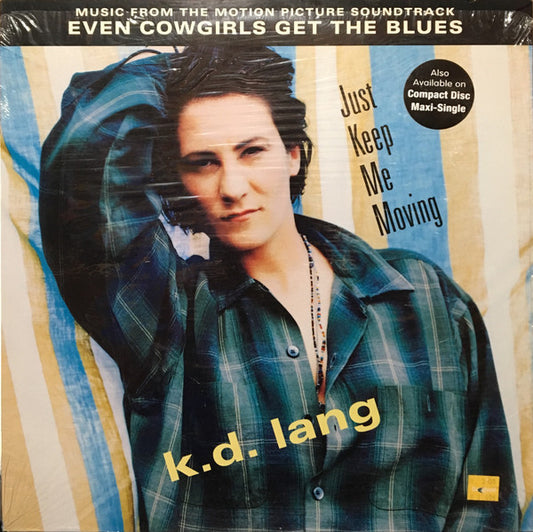 MUSIC FROM THE MOTION PICTURE SOUNDTRACK
EVEN COWGIRLS GET THE BLUES
Also
Available on
Compact Disc
Maxi-Single
Just
Keep
Me
Moving
k.d. lang